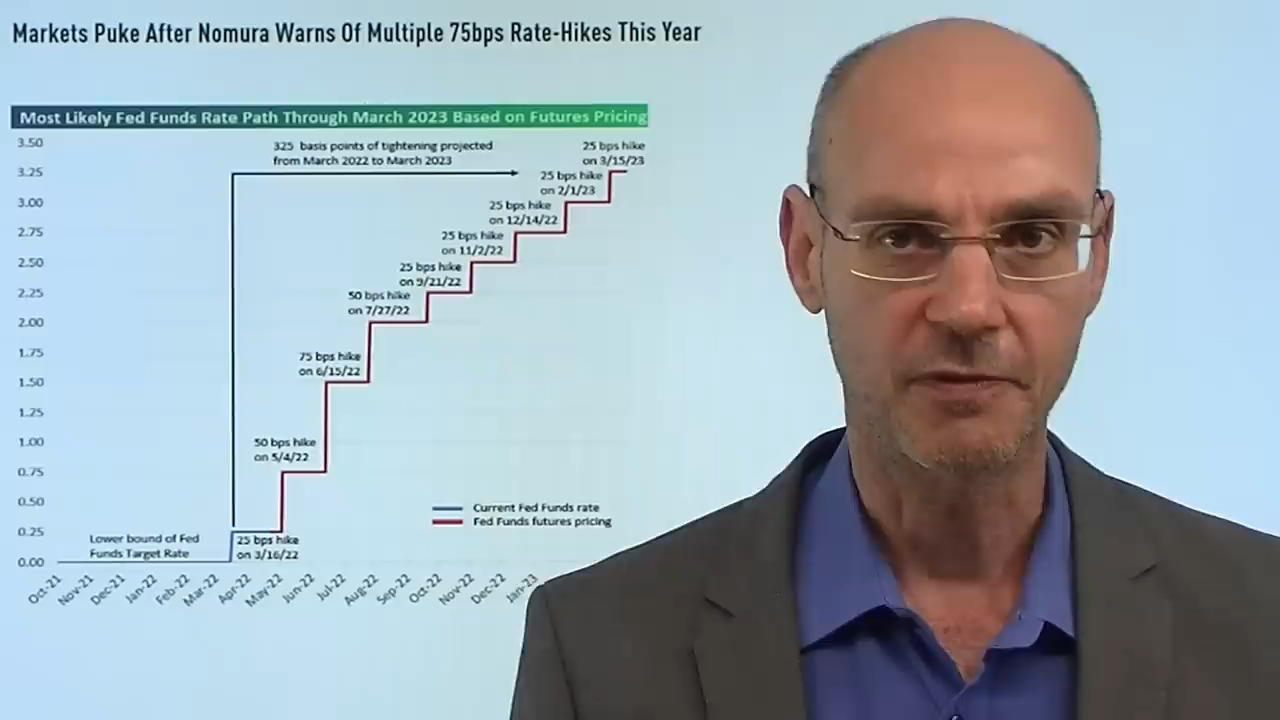 Markets Puke After Nomura Warns Of Multiple 75bps Rate-Hikes This Year
Most Likely Fed Funds Rate Path Through March 2023 Based on Futures Pricing
3.50
3.25
3.00
2.75
2.50
2.25
2.00
1.75
1.50
1.25
1.00
0.75
0.50
0.25
0.00
325 basis points of tightening projected
from March 2022 to March 2023
25 bps hike
on 3/15/23
25 bps hike
on 2/1/23
25 bps hike
on 12/14/22
25 bps hike
on 11/2/22
25 bps hike
on 9/21/22
50 bps hike
on 7/27/22
75 bps hike
on 6/15/22
50 bps hike
on 5/4/22
Current Fed Funds rate
Fed Funds futures pricing
Lower bound of Fed
Funds Target Rate
25 bps hike
on 3/16/22
Oct-21
Nov-21
Dec-21
Jan-22
Feb-22
Mar-22
Apr-22
May-22
Jun-22
Jul-22
Aug-22
Sep-22
Oct-22
Nov-22
Dec-22
Jan-23